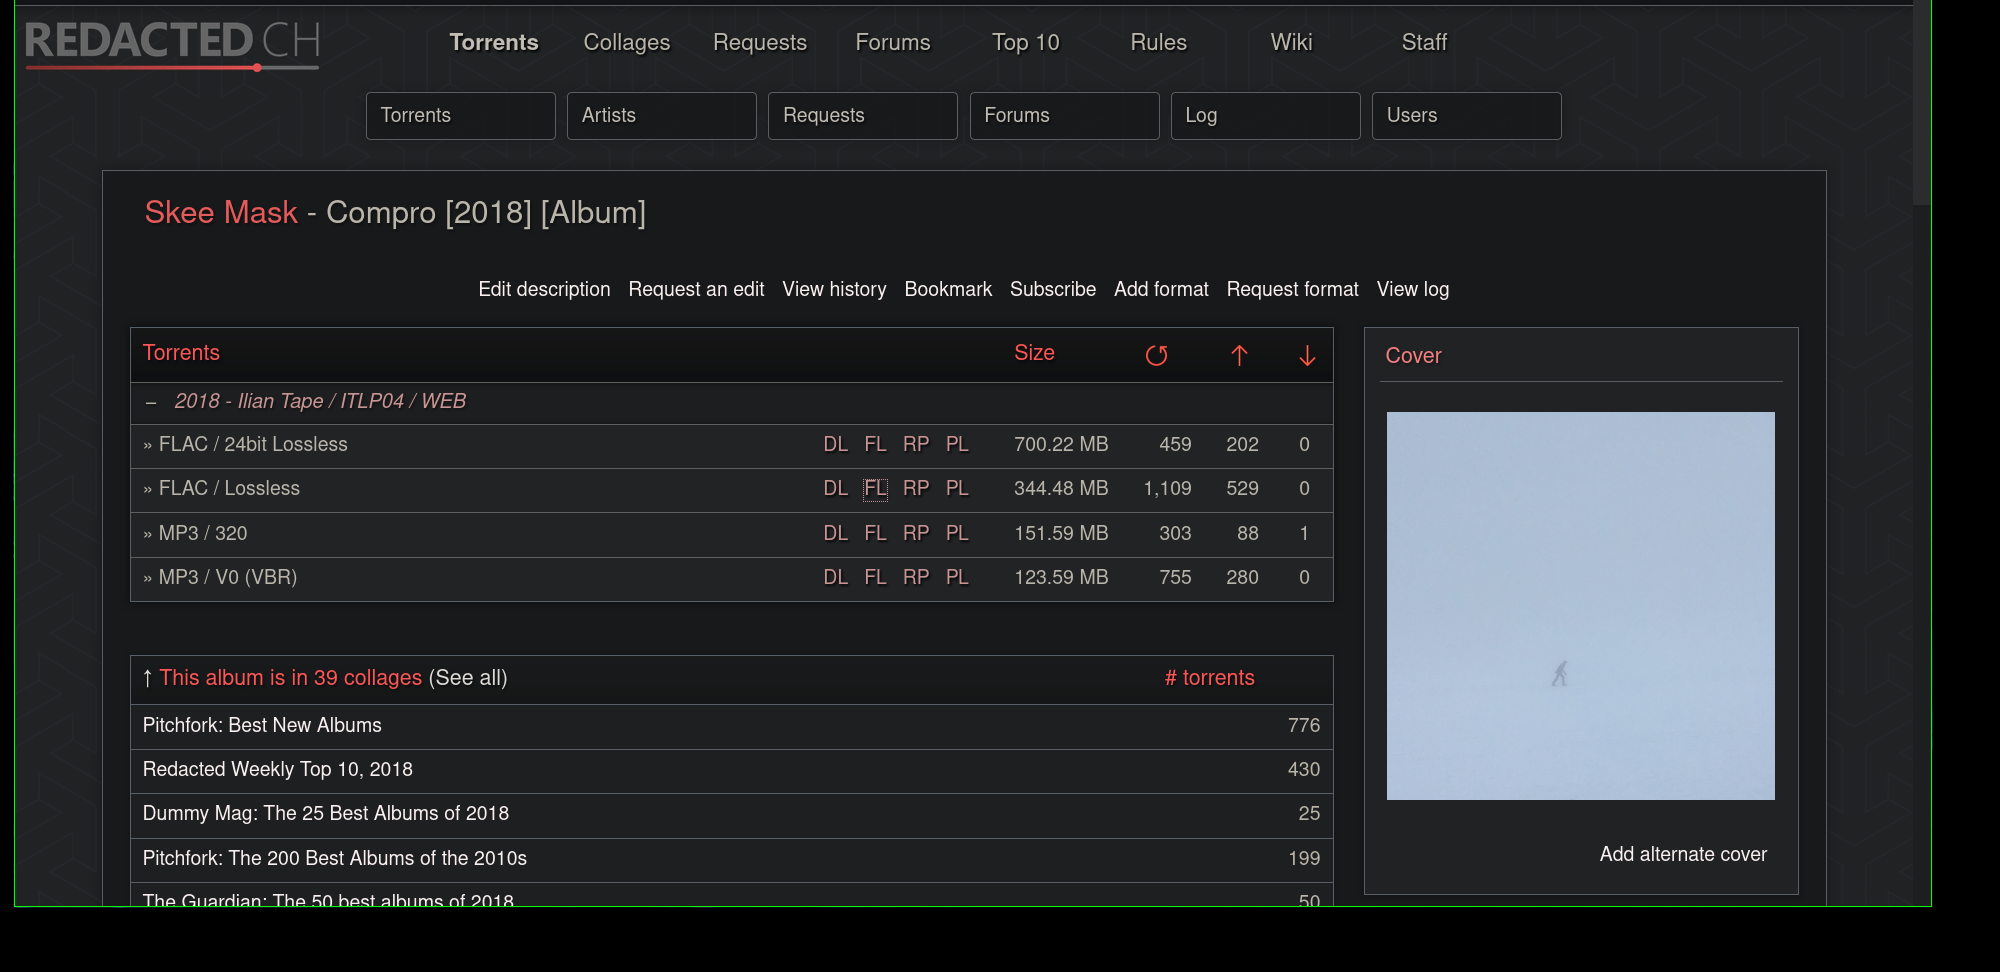 REDACTED CH
Torrents Collages Requests Forums Top 10 Rules Wiki Staff
Torrents Artists Requests Forums Log Users
Skee Mask - Compro [2018] [Album]
Edit description Request an edit View history Bookmark Subscribe Add format Request format View log
Torrents Size ↑ ↓
– 2018 - Ilian Tape / ITLP04 / WEB
» FLAC / 24bit Lossless DL FL RP PL 700.22 MB 459 202 0
» FLAC / Lossless DL FL RP PL 344.48 MB 1,109 529 0
» MP3 / 320 DL FL RP PL 151.59 MB 303 88 1
» MP3 / V0 (VBR) DL FL RP PL 123.59 MB 755 280 0
↑ This album is in 39 collages (See all) # torrents
Pitchfork: Best New Albums 776
Redacted Weekly Top 10, 2018 430
Dummy Mag: The 25 Best Albums of 2018 25
Pitchfork: The 200 Best Albums of the 2010s 199
The Guardian: The 50 best albums of 2018 50
Cover
Add alternate cover